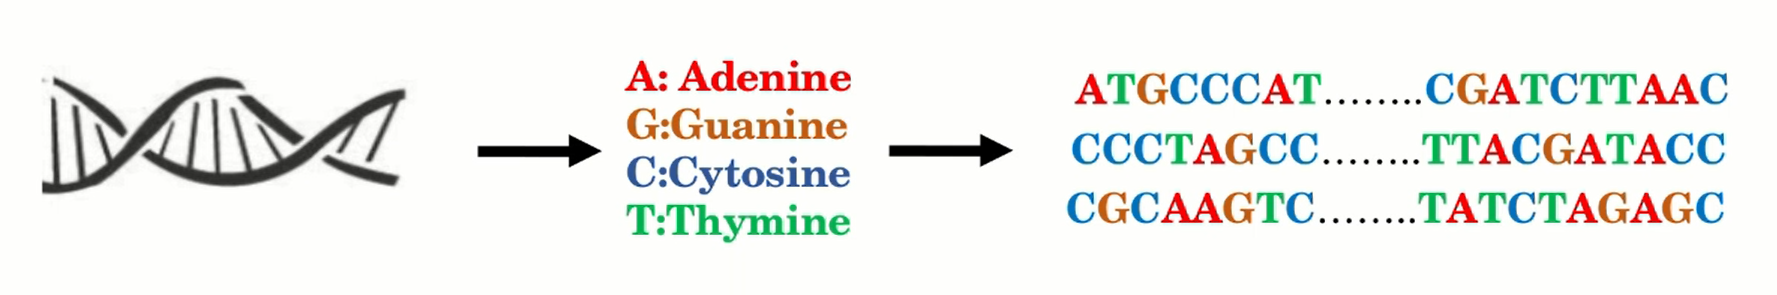 A: Adenine
G:Guanine
C:Cytosine
T:Thymine
ATGCCCAT........CGATCTTAAC
CCCTAGCC........TTACGATACC
CGCAAGTC........TATCTAGAGC